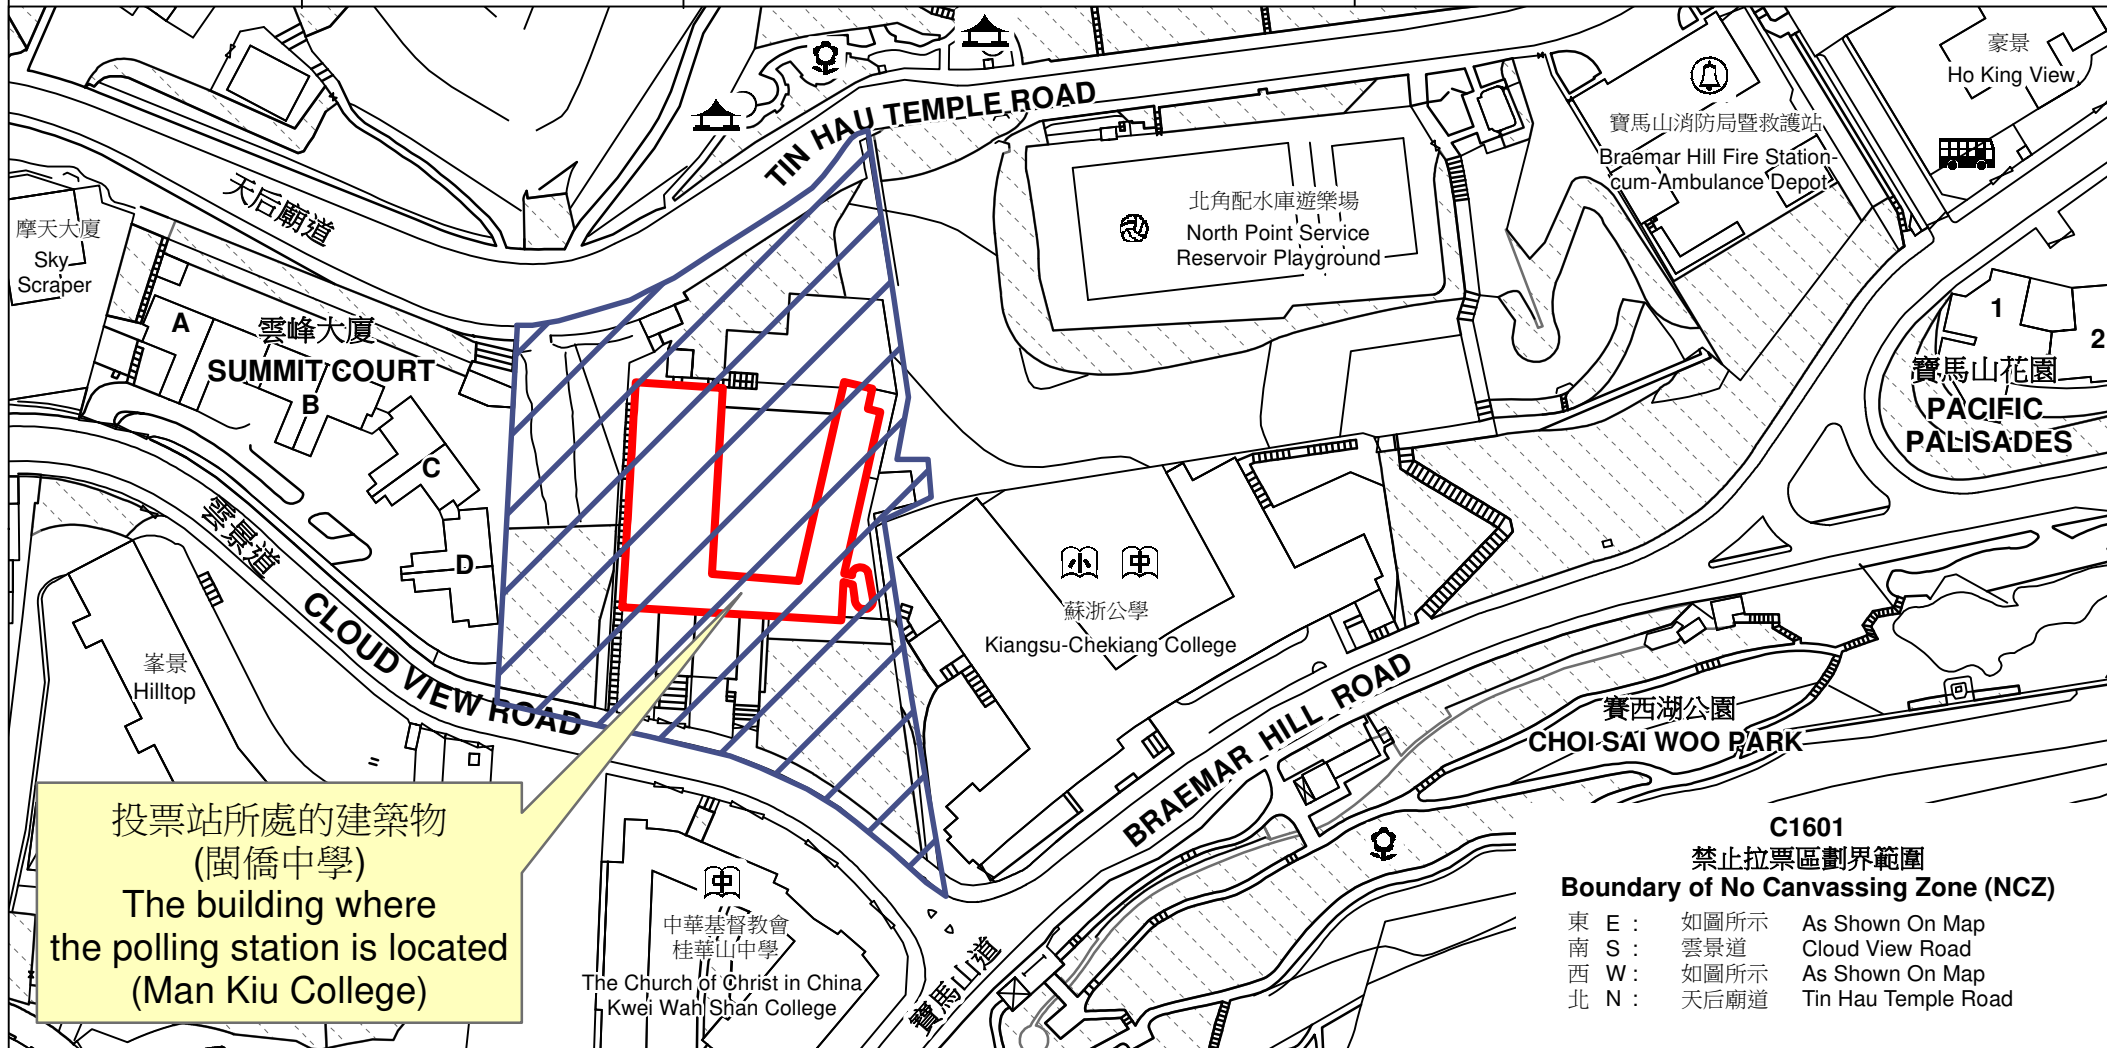 豪景
Ho King View
TIN HAU TEMPLE ROAD
寶馬山消防局暨救護站
Braemar Hill Fire Station-
cum-Ambulance Depot
天后廟道
摩天大廈
Sky
Scraper
北角配水庫遊樂場
North Point Service
Reservoir Playground
A
雲峰大廈
SUMMIT COURT
B
C
D
1
2
寶馬山花園
PACIFIC
PALISADES
雲景道
CLOUD VIEW ROAD
小
中
蘇浙公學
Kiangsu-Chekiang College
峯景
Hilltop
BRAEMAR HILL ROAD
賽西湖公園
CHOI SAI WOO PARK
投票站所處的建築物
(閩僑中學)
The building where
the polling station is located
(Man Kiu College)
中
中華基督教會
桂華山中學
The Church of Christ in China
Kwei Wah Shan College
寶馬山道
C1601
禁止拉票區劃界範圍
Boundary of No Canvassing Zone (NCZ)
東 E : 如圖所示 As Shown On Map
南 S : 雲景道 Cloud View Road
西 W : 如圖所示 As Shown On Map
北 N : 天后廟道 Tin Hau Temple Road